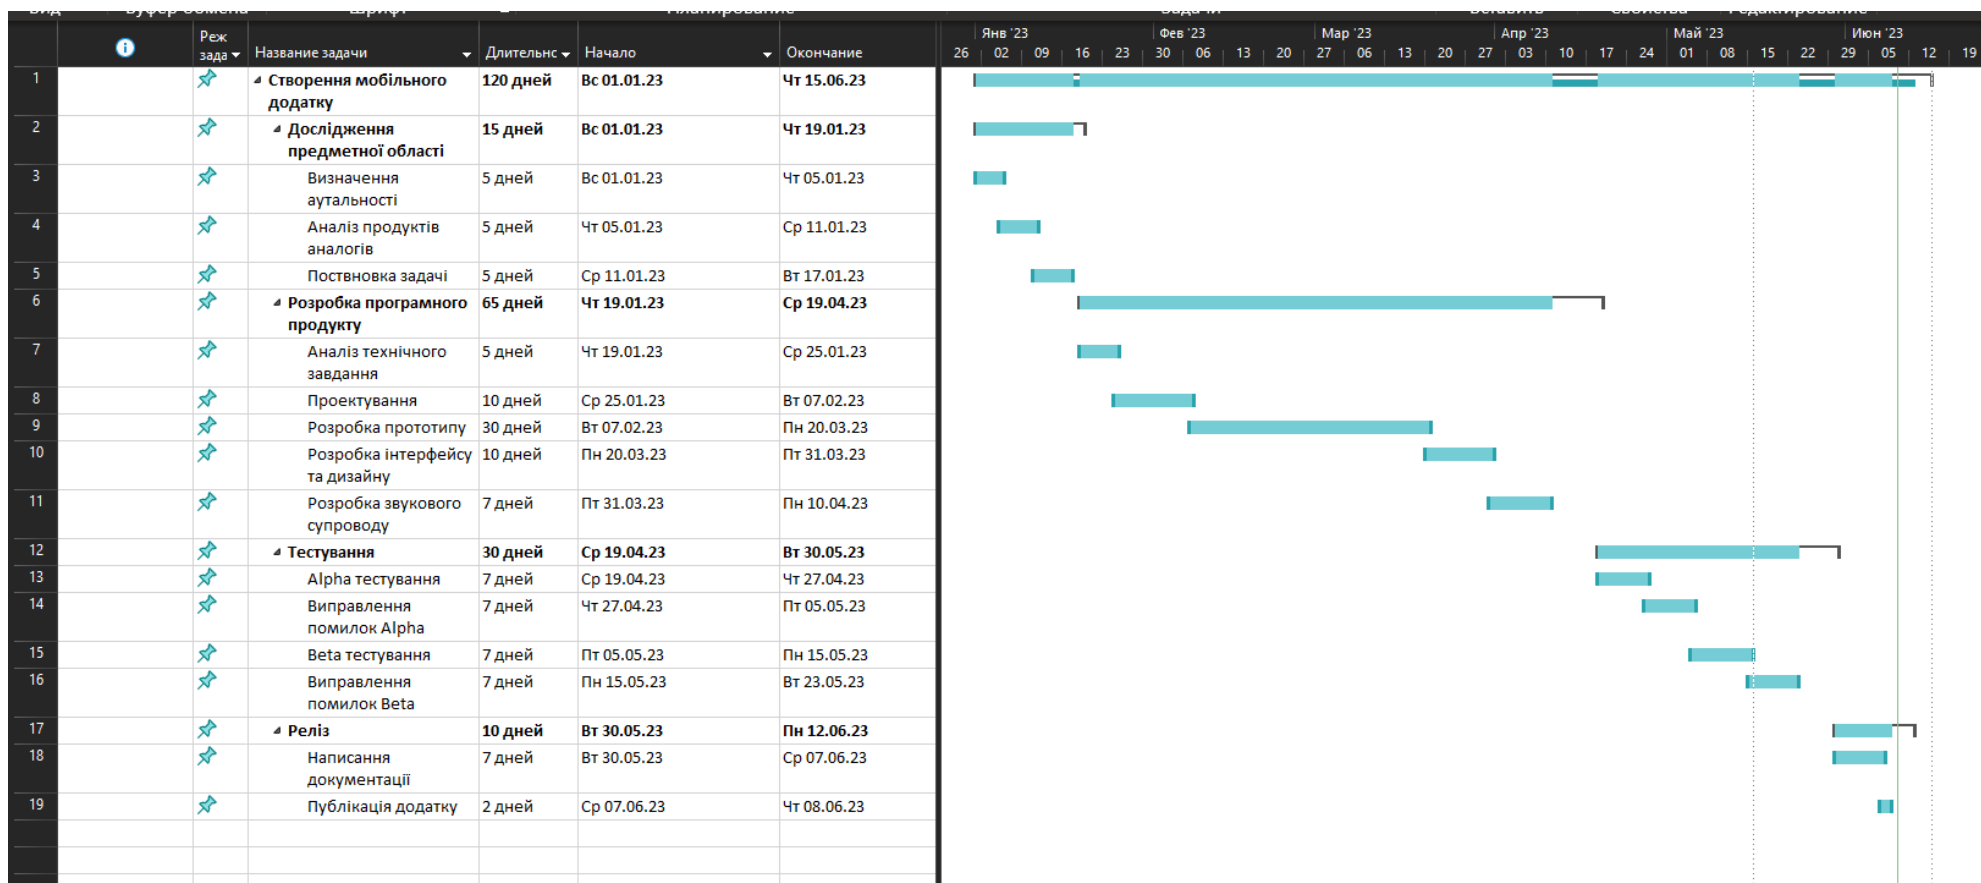 Вид Буфер обмена Шрифт Планирование Задачи Вставить Свойства Редактирование
Реж зада Название задачи Длительнс Начало Окончание
Янв '23 Фев '23 Мар '23 Апр '23 Май '23 Июн '23
26 02 09 16 23 30 06 13 20 27 06 13 20 27 03 10 17 24 01 08 15 22 29 05 12 19
1 Створення мобільного 120 дней Вс 01.01.23 Чт 15.06.23
додатку
2 Дослідження 15 дней Вс 01.01.23 Чт 19.01.23
предметної області
3 Визначення 5 дней Вс 01.01.23 Чт 05.01.23
аутальності
4 Аналіз продуктів 5 дней Чт 05.01.23 Ср 11.01.23
аналогів
5 Поствновка задачі 5 дней Ср 11.01.23 Вт 17.01.23
6 Розробка програмного 65 дней Чт 19.01.23 Ср 19.04.23
продукту
7 Аналіз технічного 5 дней Чт 19.01.23 Ср 25.01.23
завдання
8 Проектування 10 дней Ср 25.01.23 Вт 07.02.23
9 Розробка прототипу 30 дней Вт 07.02.23 Пн 20.03.23
10 Розробка інтерфейсу 10 дней Пн 20.03.23 Пт 31.03.23
та дизайну
11 Розробка звукового 7 дней Пт 31.03.23 Пн 10.04.23
супроводу
12 Тестування 30 дней Ср 19.04.23 Вт 30.05.23
13 Alpha тестування 7 дней Ср 19.04.23 Чт 27.04.23
14 Виправлення 7 дней Чт 27.04.23 Пт 05.05.23
помилок Alpha
15 Beta тестування 7 дней Пт 05.05.23 Пн 15.05.23
16 Виправлення 7 дней Пн 15.05.23 Вт 23.05.23
помилок Beta
17 Реліз 10 дней Вт 30.05.23 Пн 12.06.23
18 Написання 7 дней Вт 30.05.23 Ср 07.06.23
документації
19 Публікація додатку 2 дней Ср 07.06.23 Чт 08.06.23